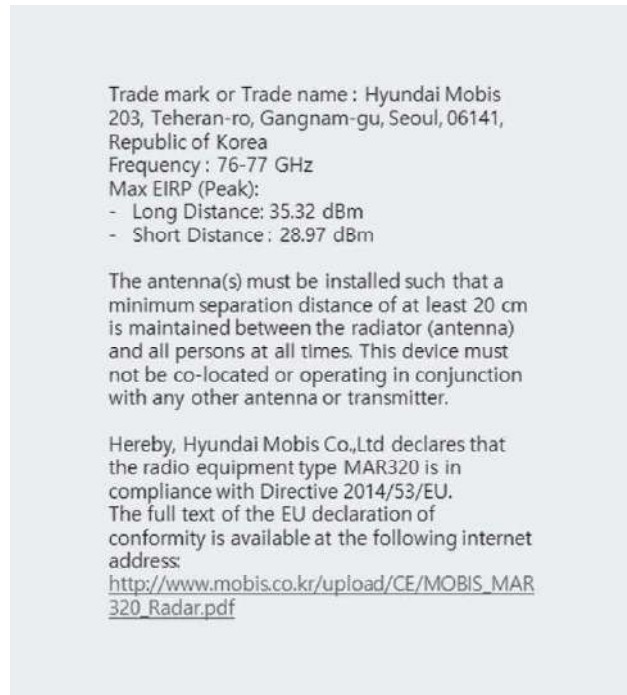 Trade mark or Trade name : Hyundai Mobis
203, Teheran-ro, Gangnam-gu, Seoul, 06141,
Republic of Korea
Frequency : 76-77 GHz
Max EIRP (Peak):
- Long Distance: 35.32 dBm
- Short Distance : 28.97 dBm
The antenna(s) must be installed such that a
minimum separation distance of at least 20 cm
is maintained between the radiator (antenna)
and all persons at all times. This device must
not be co-located or operating in conjunction
with any other antenna or transmitter.
Hereby, Hyundai Mobis Co.,Ltd declares that
the radio equipment type MAR320 is in
compliance with Directive 2014/53/EU.
The full text of the EU declaration of
conformity is available at the following internet
address:
http://www.mobis.co.kr/upload/CE/MOBIS_MAR
320_Radar.pdf